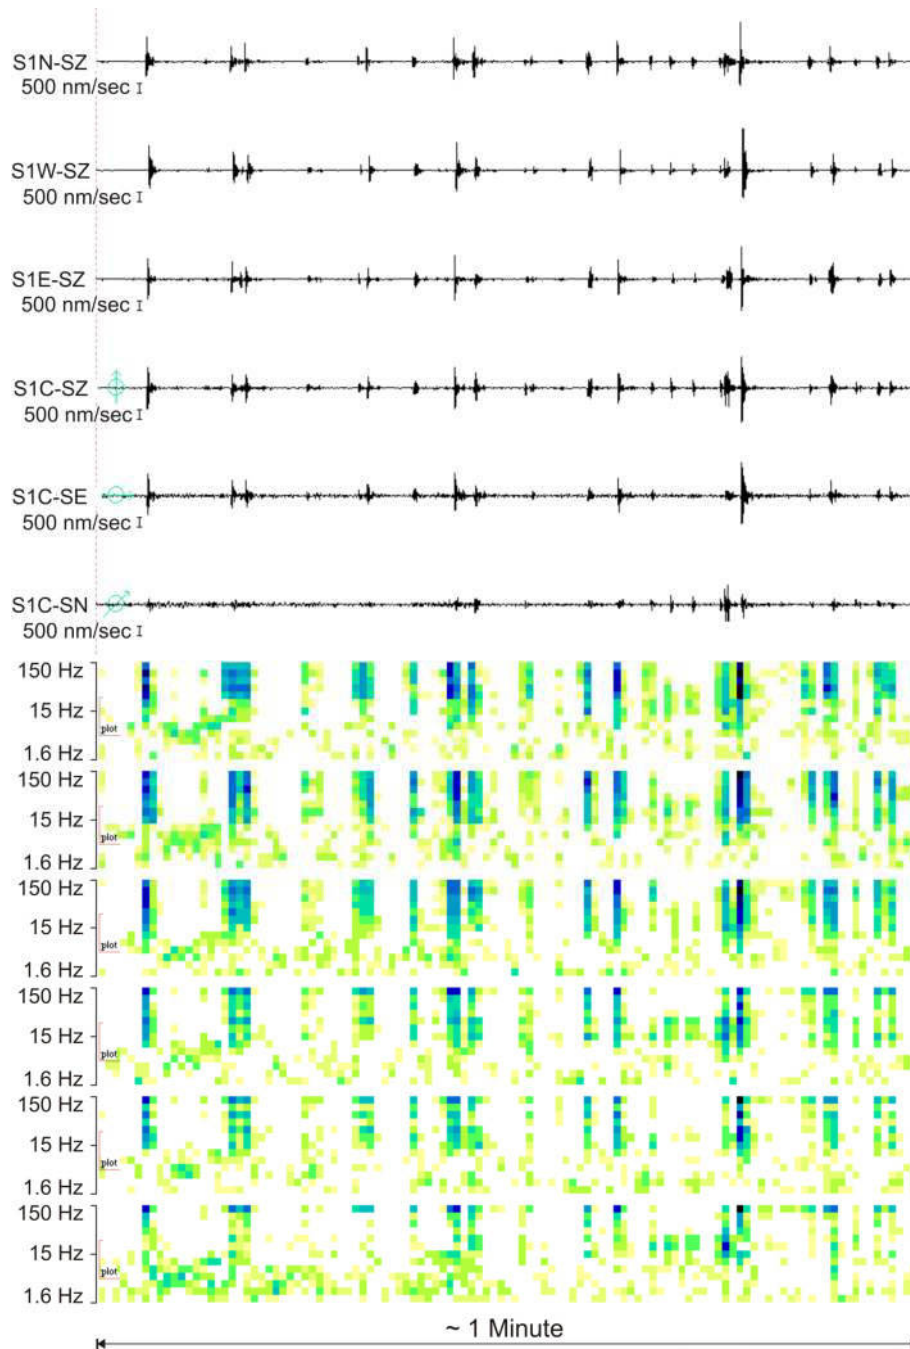 S1N-SZ
500 nm/sec
S1W-SZ
500 nm/sec
S1E-SZ
500 nm/sec
S1C-SZ
500 nm/sec
S1C-SE
500 nm/sec
S1C-SN
500 nm/sec
150 Hz
15 Hz
plot
1.6 Hz
150 Hz
15 Hz
plot
1.6 Hz
150 Hz
15 Hz
plot
1.6 Hz
150 Hz
15 Hz
plot
1.6 Hz
150 Hz
15 Hz
plot
1.6 Hz
150 Hz
15 Hz
plot
1.6 Hz
~ 1 Minute